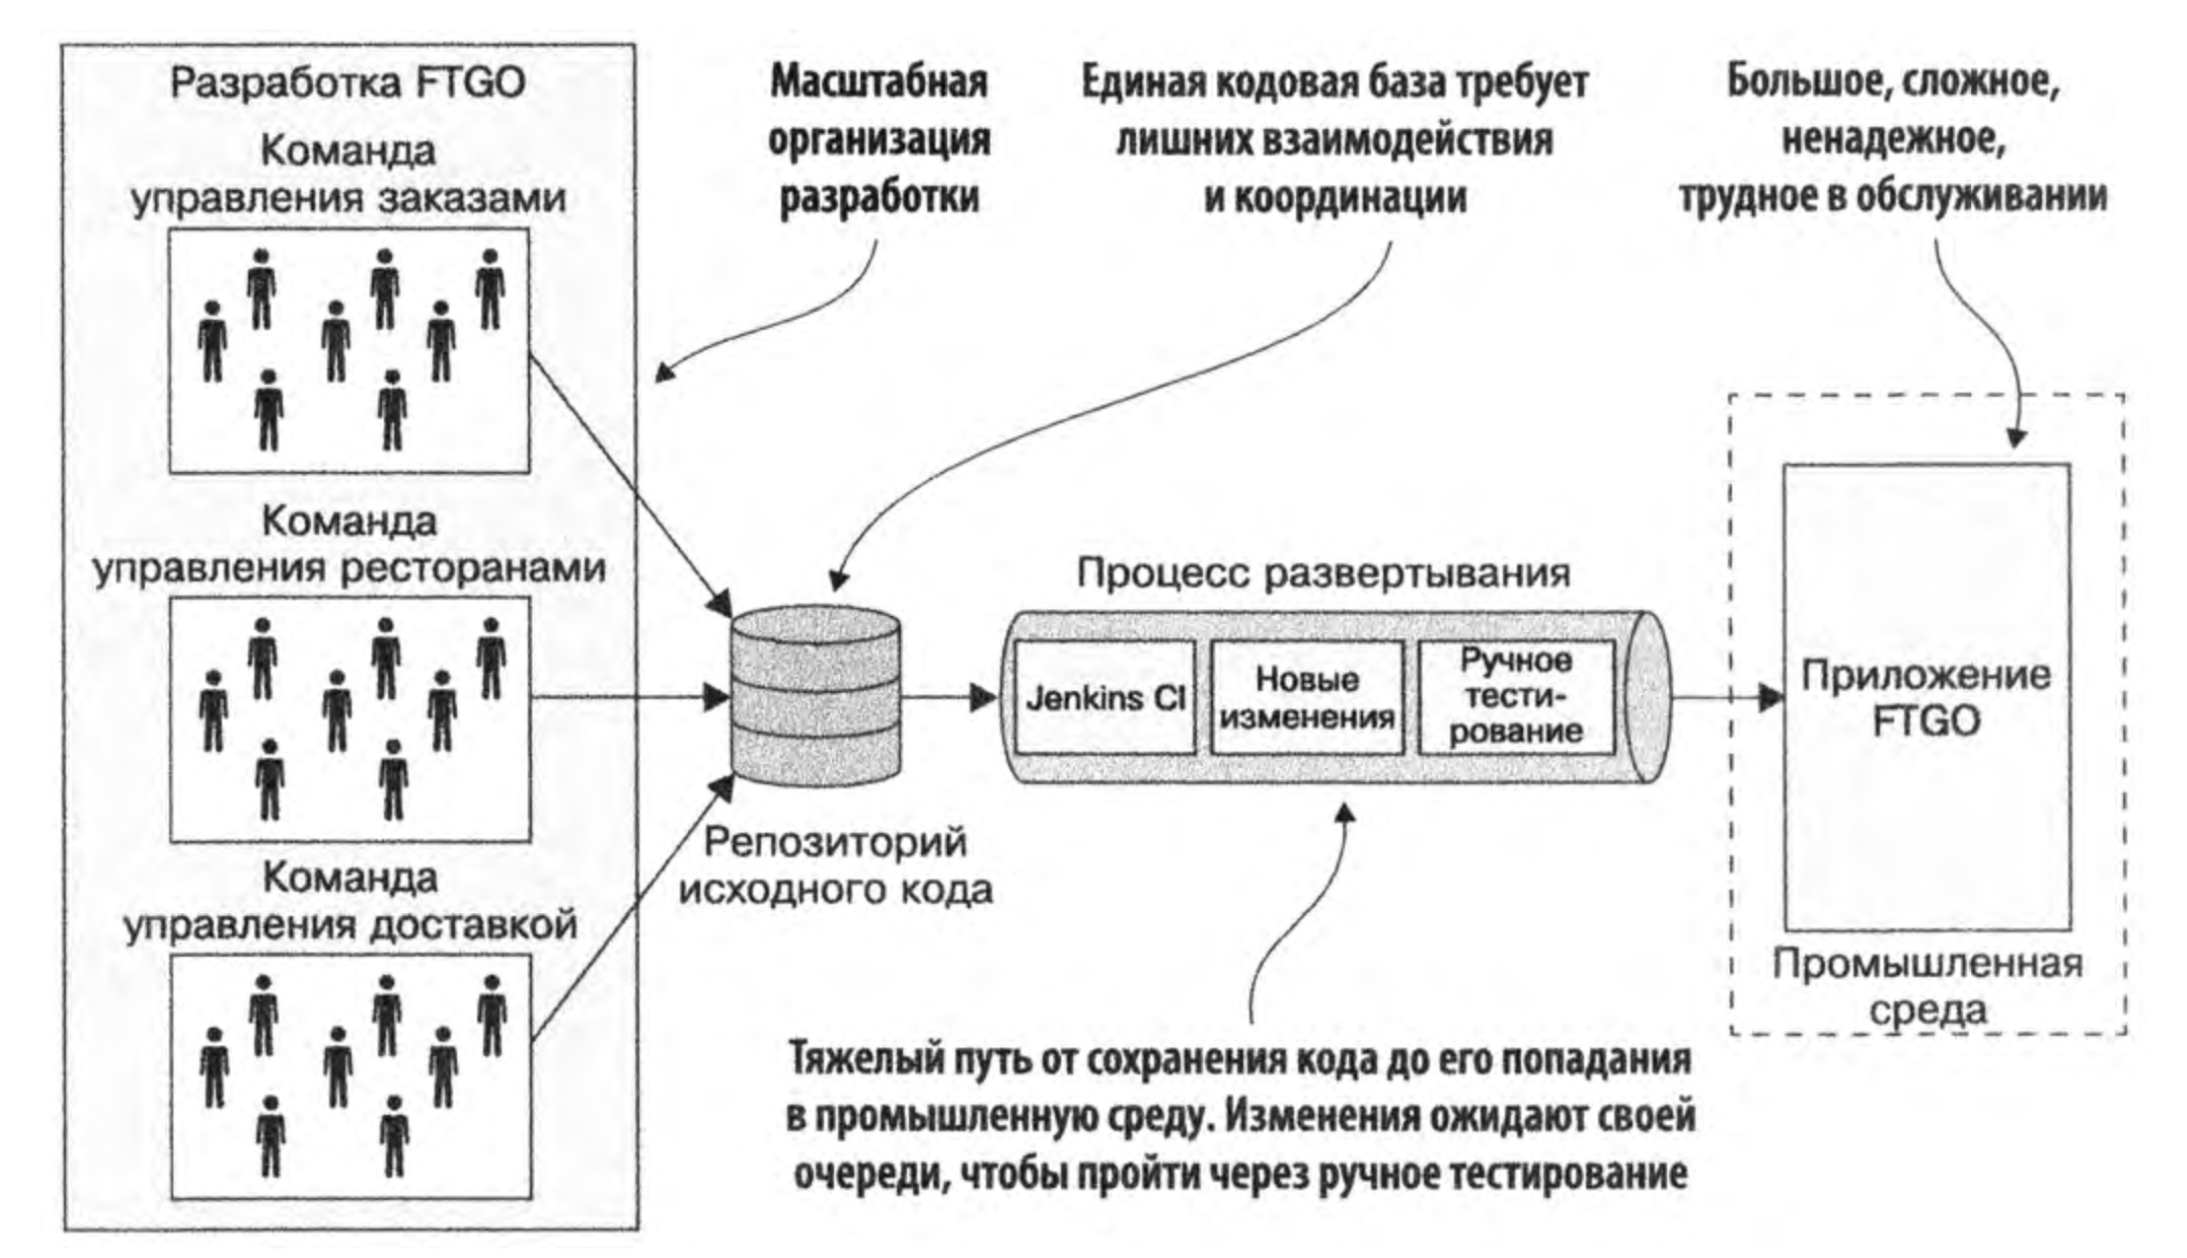 Разработка FTGO
Команда
управления заказами
Команда
управления ресторанами
Команда
управления доставкой
Масштабная
организация
разработки
Единая кодовая база требует
лишних взаимодействия
и координации
Большое, сложное,
ненадежное,
трудное в обслуживании
Репозиторий
исходного кода
Процесс развертывания
Jenkins CI
Новые
изменения
Ручное
тести-
рование
Приложение
FTGO
Промышленная
среда
Тяжелый путь от сохранения кода до его попадания
в промышленную среду. Изменения ожидают своей
очереди, чтобы пройти через ручное тестирование